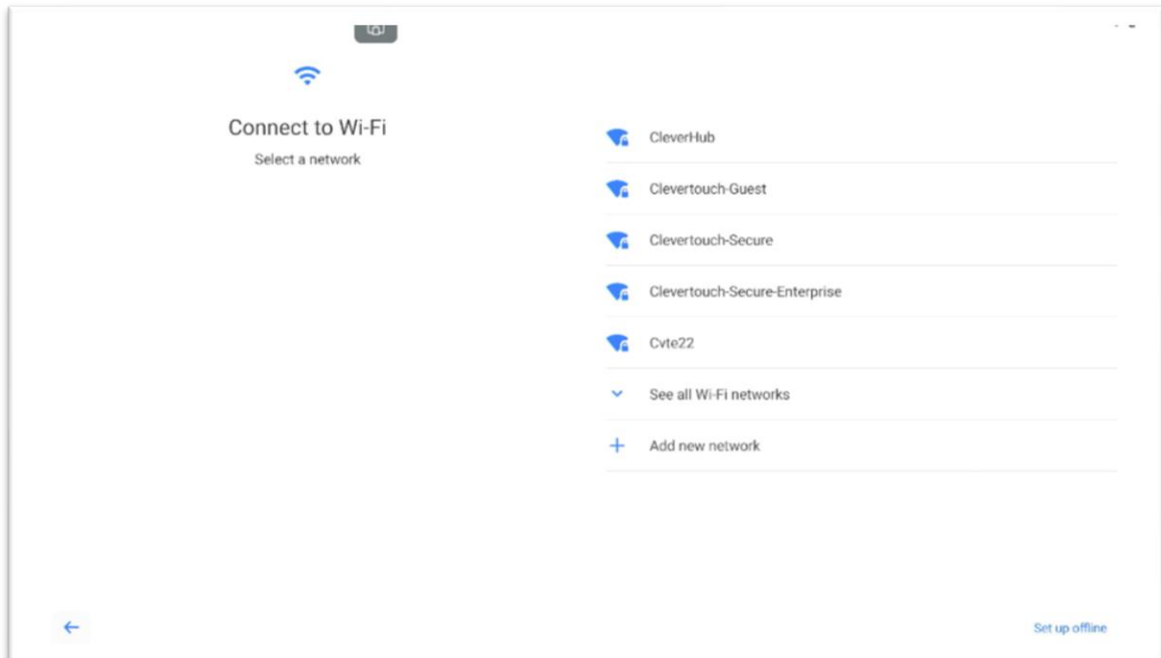 Connect to Wi-Fi
Select a network
CleverHub
Clevertouch-Guest
Clevertouch-Secure
Clevertouch-Secure-Enterprise
Cvte22
See all Wi-Fi networks
Add new network
Set up offline